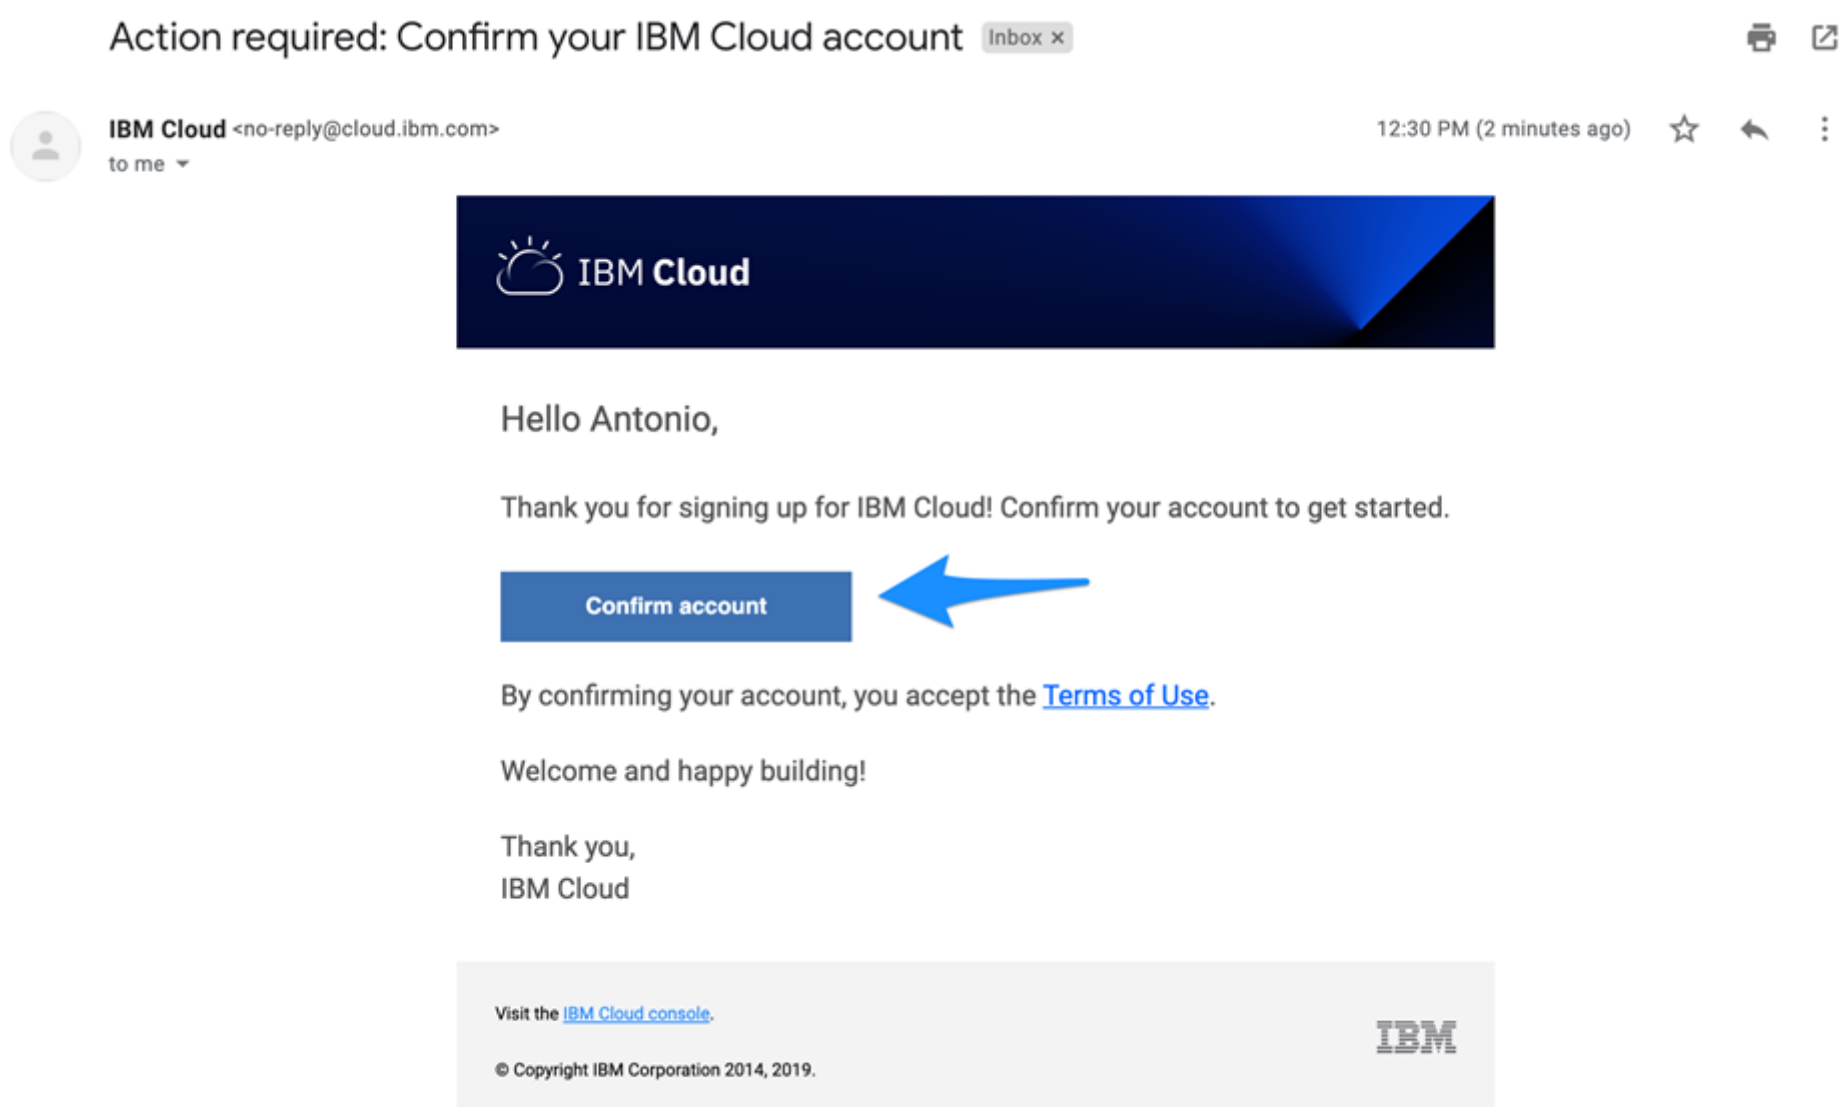 Action required: Confirm your IBM Cloud account Inbox ×
IBM Cloud <no-reply@cloud.ibm.com> 12:30 PM (2 minutes ago)
to me
IBM Cloud
Hello Antonio,
Thank you for signing up for IBM Cloud! Confirm your account to get started.
Confirm account
By confirming your account, you accept the Terms of Use.
Welcome and happy building!
Thank you,
IBM Cloud
Visit the IBM Cloud console.
IBM
© Copyright IBM Corporation 2014, 2019.